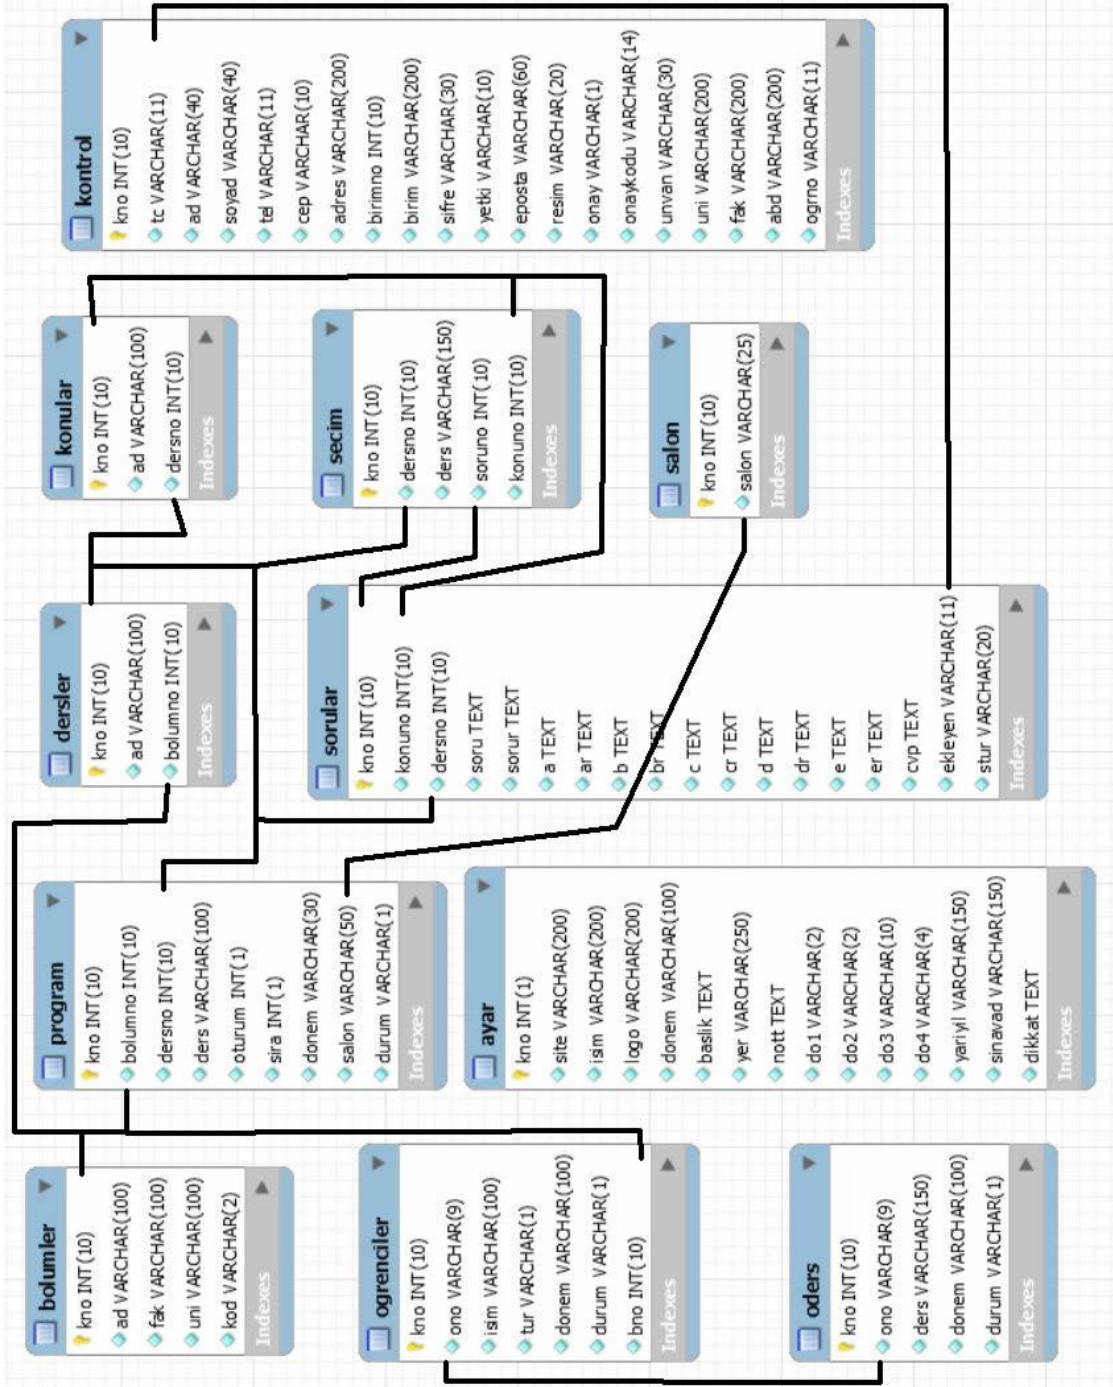 bolumler
kno INT(10)
ad VARCHAR(100)
fak VARCHAR(100)
uni VARCHAR(100)
kod VARCHAR(2)
Indexes
program
kno INT(10)
bolumno INT(10)
dersno INT(10)
ders VARCHAR(100)
oturum INT(1)
sira INT(1)
donem VARCHAR(30)
salon VARCHAR(50)
durum VARCHAR(1)
Indexes
dersler
kno INT(10)
ad VARCHAR(100)
bolumno INT(10)
Indexes
konular
kno INT(10)
ad VARCHAR(100)
dersno INT(10)
Indexes
kontrol
kno INT(10)
tc VARCHAR(11)
ad VARCHAR(40)
soyad VARCHAR(40)
tel VARCHAR(11)
cep VARCHAR(10)
adres VARCHAR(200)
birimno INT(10)
birim VARCHAR(200)
sifre VARCHAR(30)
yetki VARCHAR(10)
eposta VARCHAR(60)
resim VARCHAR(20)
onay VARCHAR(1)
onaykodu VARCHAR(14)
unvan VARCHAR(30)
uni VARCHAR(200)
fak VARCHAR(200)
abd VARCHAR(200)
ogrno VARCHAR(11)
Indexes
ogrenciler
kno INT(10)
ono VARCHAR(9)
isim VARCHAR(100)
tur VARCHAR(1)
donem VARCHAR(100)
durum VARCHAR(1)
bno INT(10)
Indexes
ayar
kno INT(1)
site VARCHAR(200)
isim VARCHAR(200)
logo VARCHAR(200)
donem VARCHAR(100)
baslik TEXT
yer VARCHAR(250)
nott TEXT
do1 VARCHAR(2)
do2 VARCHAR(2)
do3 VARCHAR(10)
do4 VARCHAR(4)
yariyil VARCHAR(150)
sinavad VARCHAR(150)
dikkat TEXT
Indexes
sorular
kno INT(10)
konuno INT(10)
dersno INT(10)
soru TEXT
sorur TEXT
a TEXT
ar TEXT
b TEXT
br TEXT
c TEXT
cr TEXT
d TEXT
dr TEXT
e TEXT
er TEXT
cvp TEXT
ekleyen VARCHAR(11)
stur VARCHAR(20)
Indexes
secim
kno INT(10)
dersno INT(10)
ders VARCHAR(150)
soruno INT(10)
konuno INT(10)
Indexes
salon
kno INT(10)
salon VARCHAR(25)
Indexes
oders
kno INT(10)
ono VARCHAR(9)
ders VARCHAR(150)
donem VARCHAR(100)
durum VARCHAR(1)
Indexes